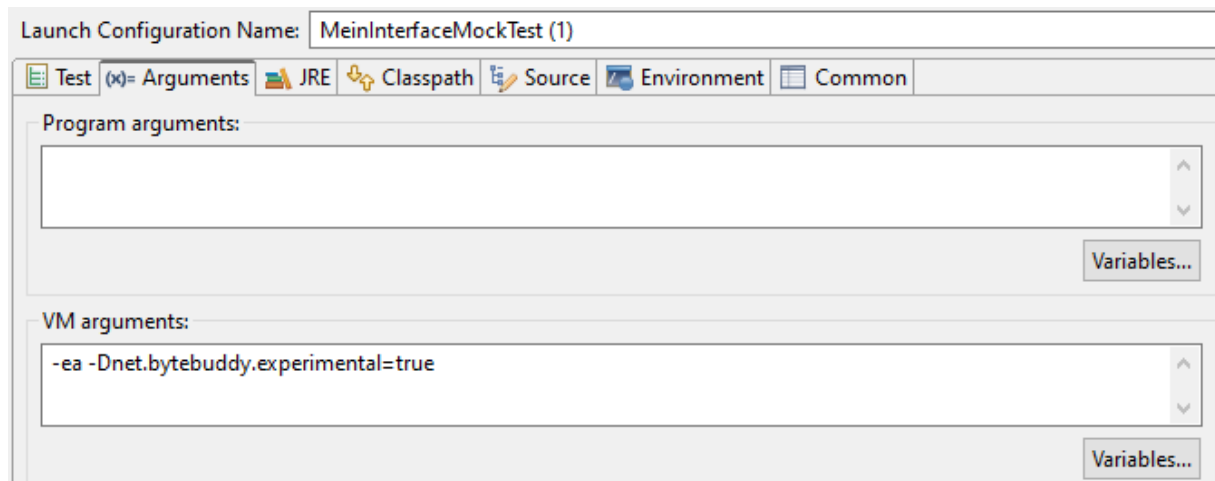 Launch Configuration Name: MeinInterfaceMockTest (1)
Test (x)= Arguments JRE Classpath Source Environment Common
Program arguments:
Variables...
VM arguments:
-ea -Dnet.bytebuddy.experimental=true
Variables...